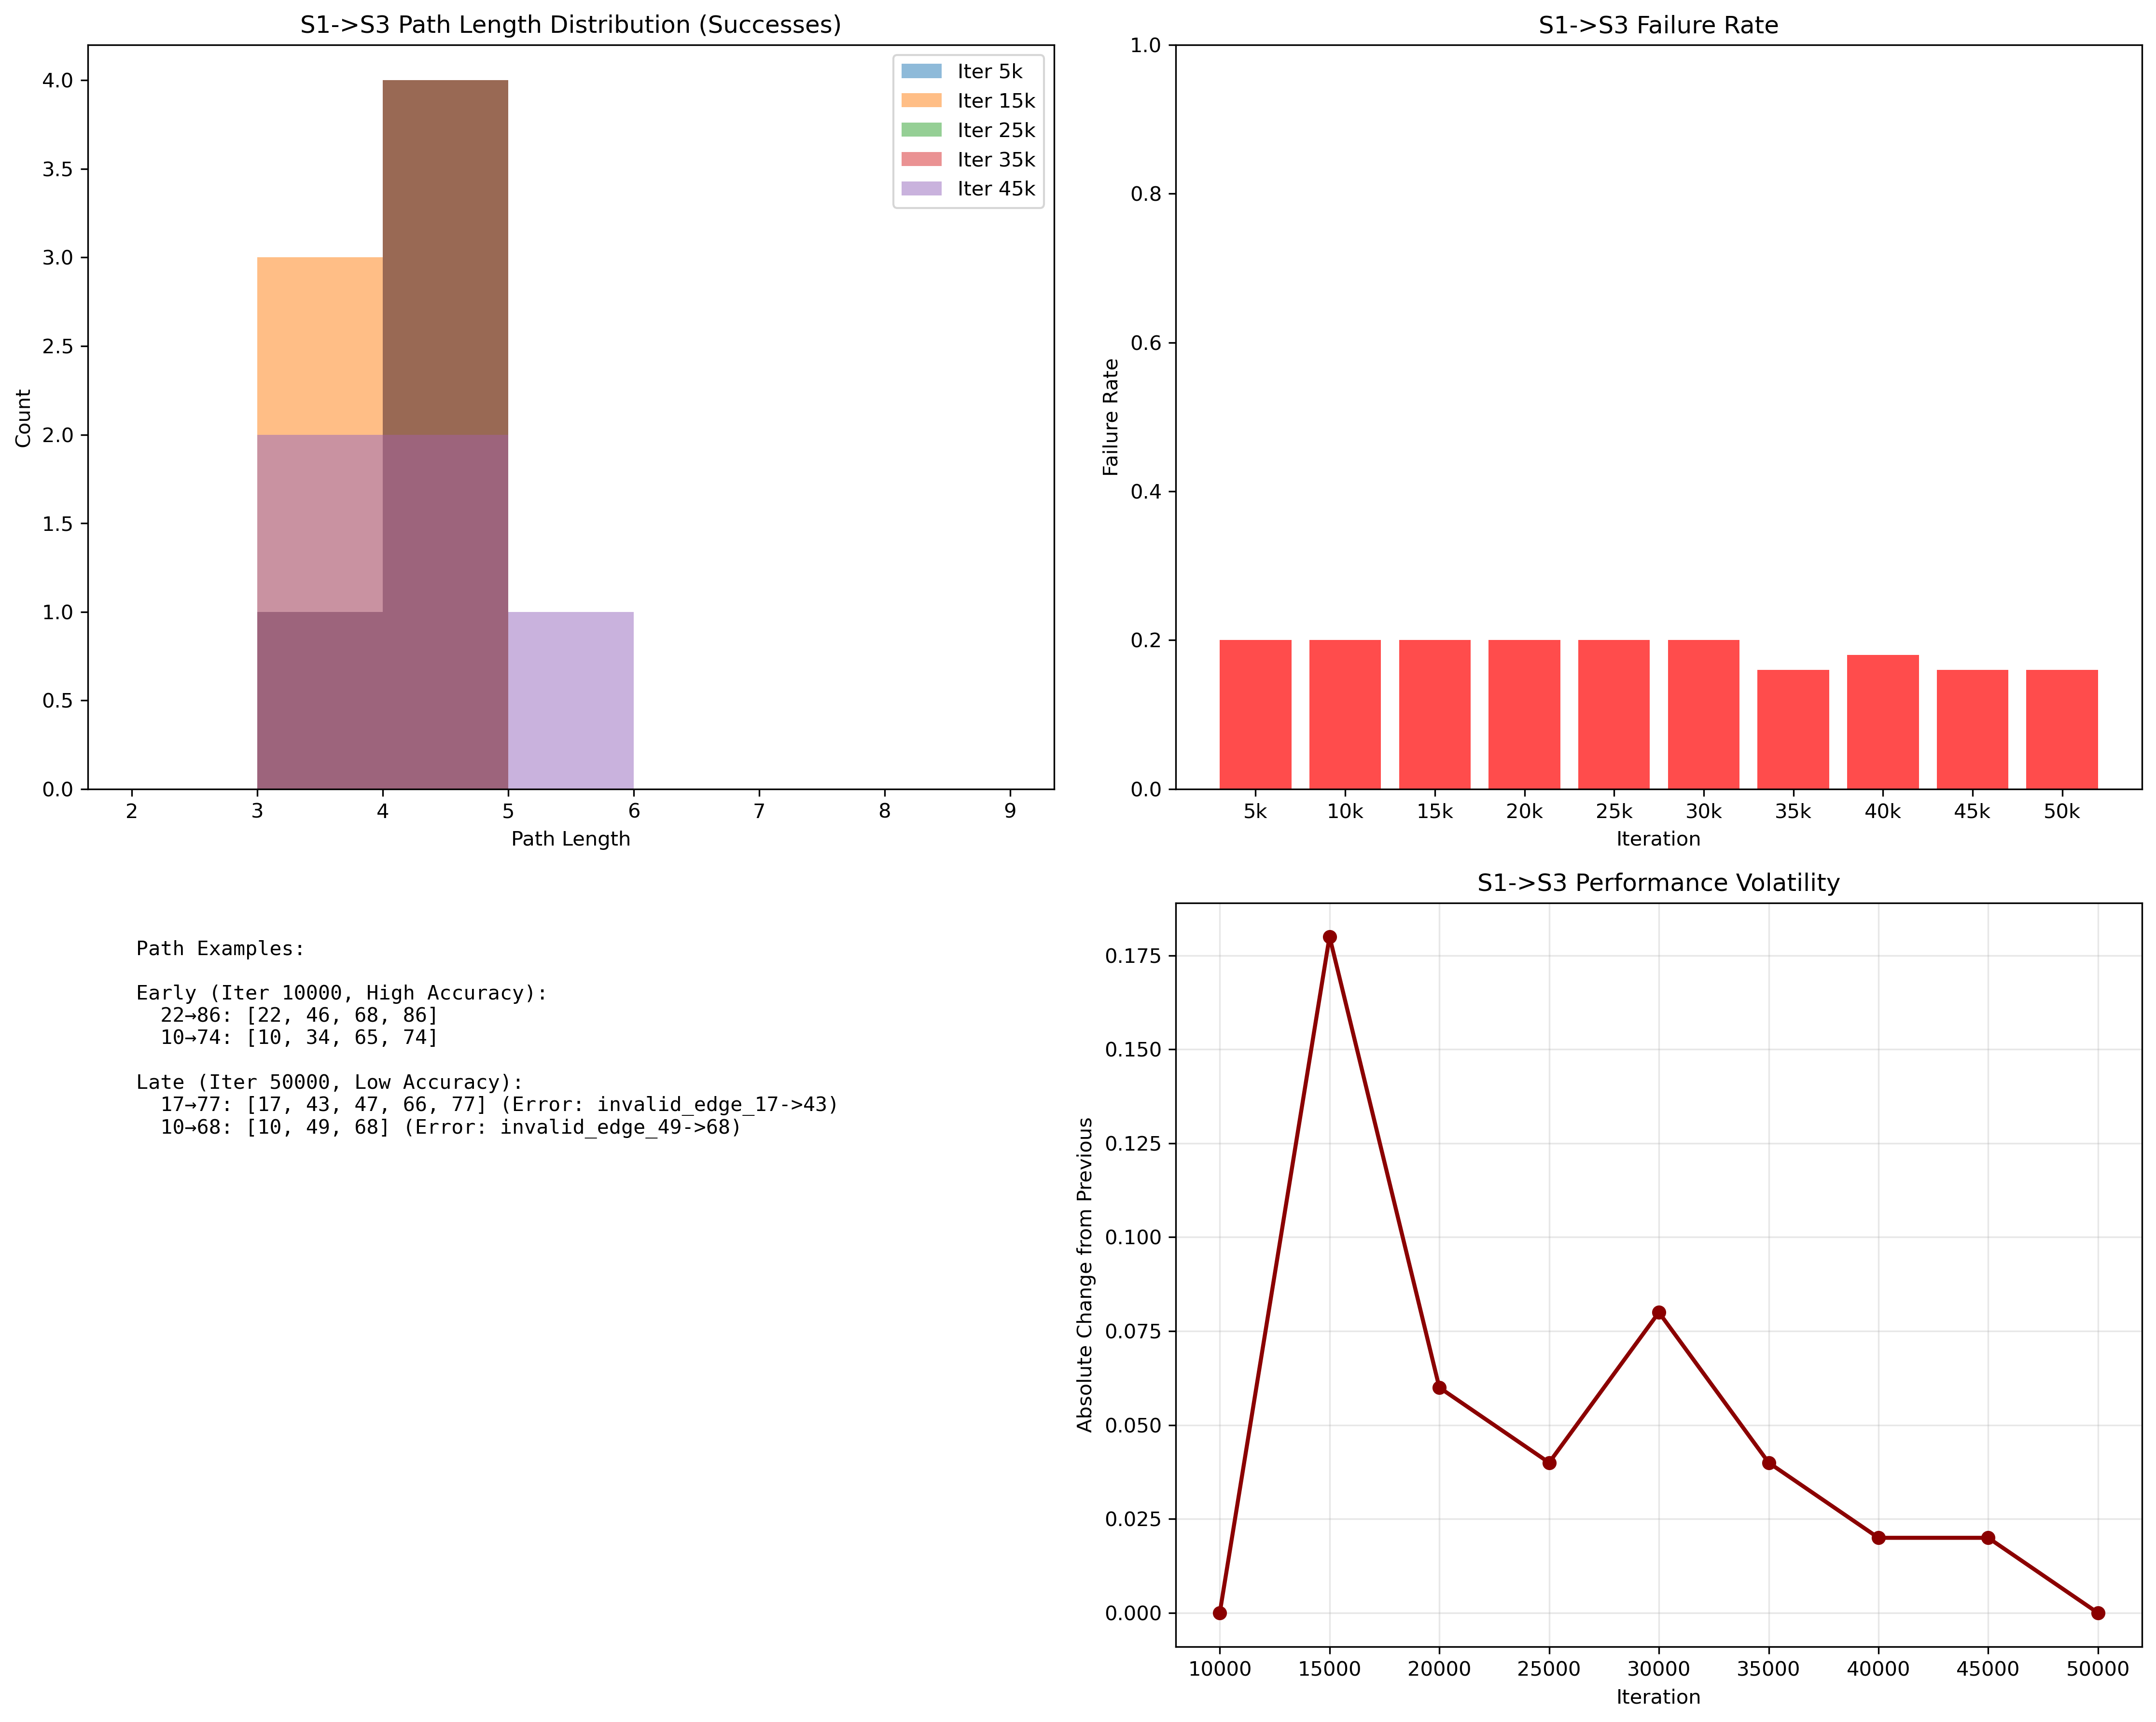 S1->S3 Path Length Distribution (Successes)
Count
4.0
3.5
3.0
2.5
2.0
1.5
1.0
0.5
0.0
2 3 4 5 6 7 8 9
Path Length
Iter 5k
Iter 15k
Iter 25k
Iter 35k
Iter 45k
S1->S3 Failure Rate
Failure Rate
1.0
0.8
0.6
0.4
0.2
0.0
5k 10k 15k 20k 25k 30k 35k 40k 45k 50k
Iteration
Path Examples:
Early (Iter 10000, High Accuracy):
22→86: [22, 46, 68, 86]
10→74: [10, 34, 65, 74]
Late (Iter 50000, Low Accuracy):
17→77: [17, 43, 47, 66, 77] (Error: invalid_edge_17->43)
10→68: [10, 49, 68] (Error: invalid_edge_49->68)
S1->S3 Performance Volatility
Absolute Change from Previous
0.175
0.150
0.125
0.100
0.075
0.050
0.025
0.000
10000 15000 20000 25000 30000 35000 40000 45000 50000
Iteration